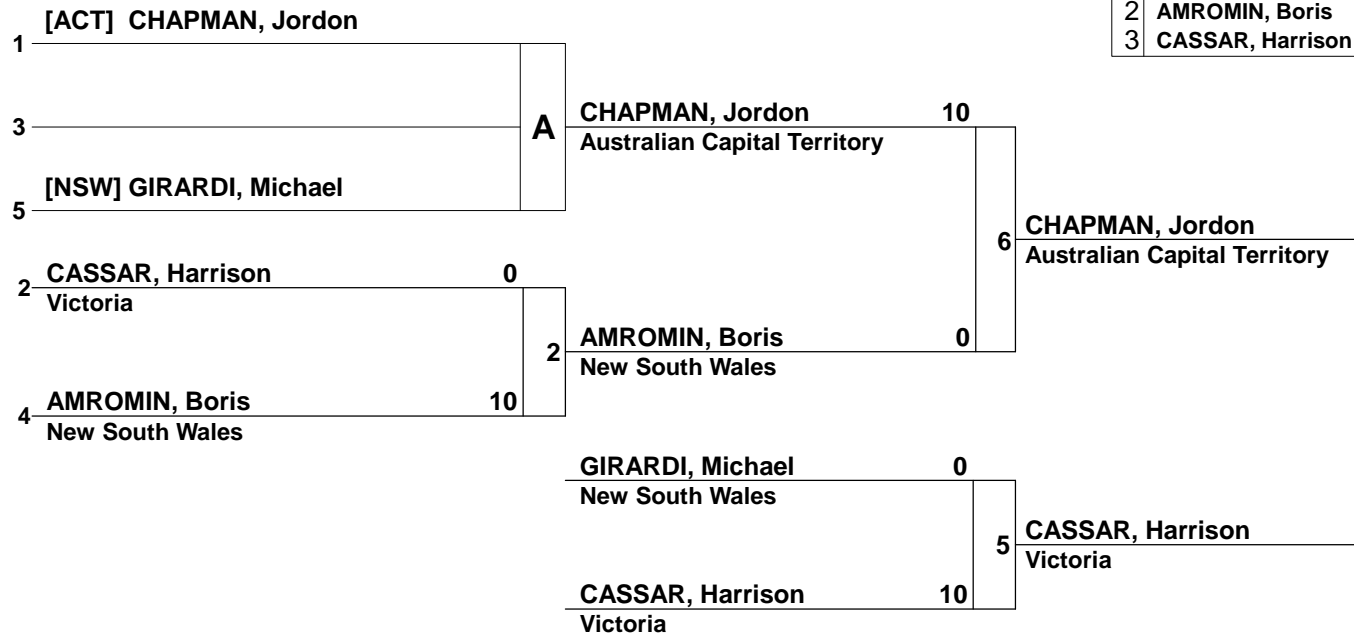 2 AMROMIN, Boris
3 CASSAR, Harrison
[ACT] CHAPMAN, Jordon
1
3
A
CHAPMAN, Jordon 10
Australian Capital Territory
[NSW] GIRARDI, Michael
5
6
CHAPMAN, Jordon
Australian Capital Territory
CASSAR, Harrison 0
2
Victoria
2
AMROMIN, Boris 0
New South Wales
AMROMIN, Boris 10
4
New South Wales
GIRARDI, Michael 0
New South Wales
5
CASSAR, Harrison
Victoria
CASSAR, Harrison 10
Victoria